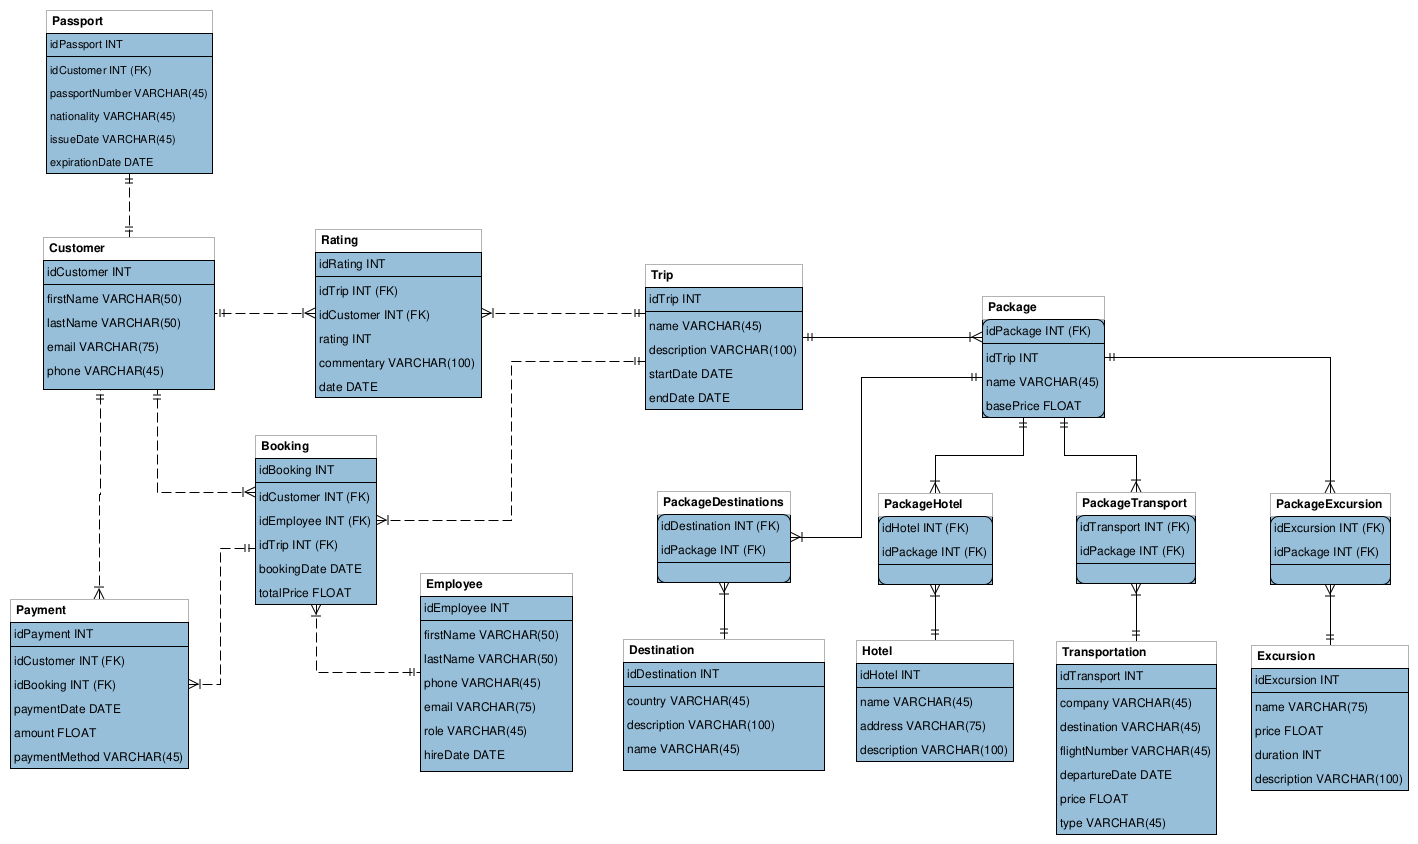 Passport
idPassport INT
idCustomer INT (FK)
passportNumber VARCHAR(45)
nationality VARCHAR(45)
issueDate VARCHAR(45)
expirationDate DATE
Customer
idCustomer INT
firstName VARCHAR(50)
lastName VARCHAR(50)
email VARCHAR(75)
phone VARCHAR(45)
Rating
idRating INT
idTrip INT (FK)
idCustomer INT (FK)
rating INT
commentary VARCHAR(100)
date DATE
Trip
idTrip INT
name VARCHAR(45)
description VARCHAR(100)
startDate DATE
endDate DATE
Package
idPackage INT (FK)
idTrip INT
name VARCHAR(45)
basePrice FLOAT
Booking
idBooking INT
idCustomer INT (FK)
idEmployee INT (FK)
idTrip INT (FK)
bookingDate DATE
totalPrice FLOAT
Payment
idPayment INT
idCustomer INT (FK)
idBooking INT (FK)
paymentDate DATE
amount FLOAT
paymentMethod VARCHAR(45)
Employee
idEmployee INT
firstName VARCHAR(50)
lastName VARCHAR(50)
phone VARCHAR(45)
email VARCHAR(75)
role VARCHAR(45)
hireDate DATE
PackageDestinations
idDestination INT (FK)
idPackage INT (FK)
PackageHotel
idHotel INT (FK)
idPackage INT (FK)
PackageTransport
idTransport INT (FK)
idPackage INT (FK)
PackageExcursion
idExcursion INT (FK)
idPackage INT (FK)
Destination
idDestination INT
country VARCHAR(45)
description VARCHAR(100)
name VARCHAR(45)
Hotel
idHotel INT
name VARCHAR(45)
address VARCHAR(75)
description VARCHAR(100)
Transportation
idTransport INT
company VARCHAR(45)
destination VARCHAR(45)
flightNumber VARCHAR(45)
departureDate DATE
price FLOAT
type VARCHAR(45)
Excursion
idExcursion INT
name VARCHAR(75)
price FLOAT
duration INT
description VARCHAR(100)